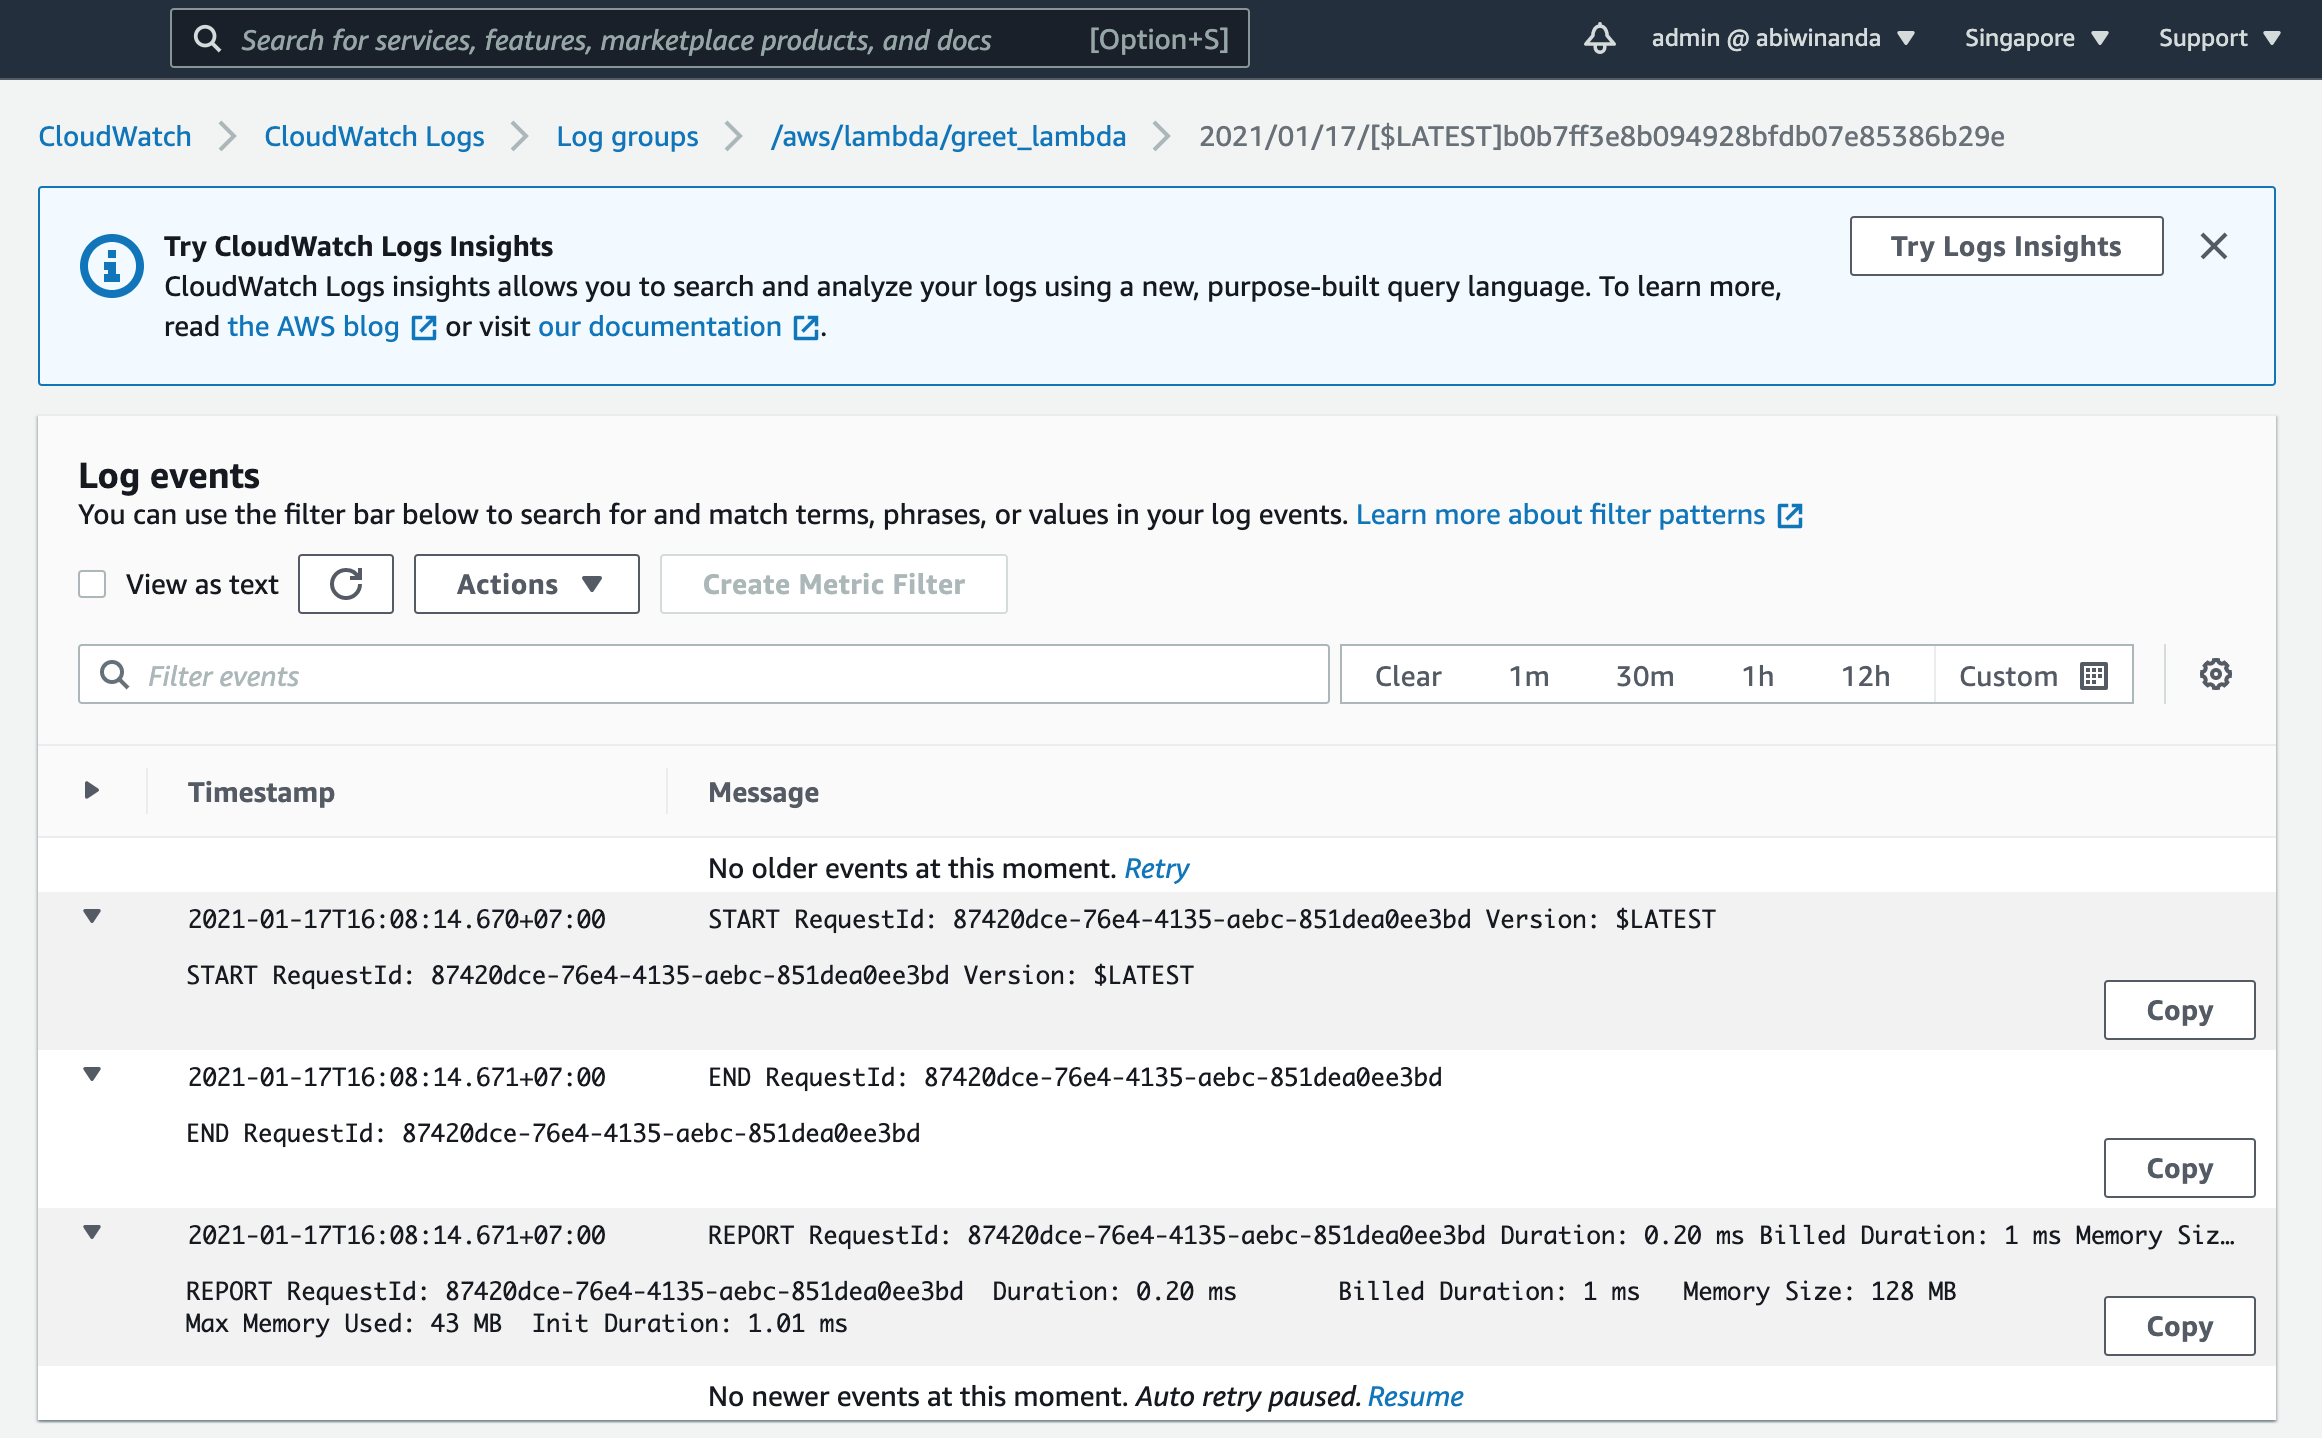 Search for services, features, marketplace products, and docs [Option+S] admin @ abiwinanda Singapore Support
CloudWatch CloudWatch Logs Log groups /aws/lambda/greet_lambda 2021/01/17/[$LATEST]b0b7ff3e8b094928bfdb07e85386b29e
Try CloudWatch Logs Insights
CloudWatch Logs insights allows you to search and analyze your logs using a new, purpose-built query language. To learn more,
read the AWS blog or visit our documentation .
Try Logs Insights
Log events
You can use the filter bar below to search for and match terms, phrases, or values in your log events. Learn more about filter patterns
View as text Actions Create Metric Filter
Filter events Clear 1m 30m 1h 12h Custom
Timestamp Message
No older events at this moment. Retry
2021-01-17T16:08:14.670+07:00 START RequestId: 87420dce-76e4-4135-aebc-851dea0ee3bd Version: $LATEST
START RequestId: 87420dce-76e4-4135-aebc-851dea0ee3bd Version: $LATEST
Copy
2021-01-17T16:08:14.671+07:00 END RequestId: 87420dce-76e4-4135-aebc-851dea0ee3bd
END RequestId: 87420dce-76e4-4135-aebc-851dea0ee3bd
Copy
2021-01-17T16:08:14.671+07:00 REPORT RequestId: 87420dce-76e4-4135-aebc-851dea0ee3bd Duration: 0.20 ms Billed Duration: 1 ms Memory Siz…
REPORT RequestId: 87420dce-76e4-4135-aebc-851dea0ee3bd Duration: 0.20 ms Billed Duration: 1 ms Memory Size: 128 MB
Max Memory Used: 43 MB Init Duration: 1.01 ms
Copy
No newer events at this moment. Auto retry paused. Resume